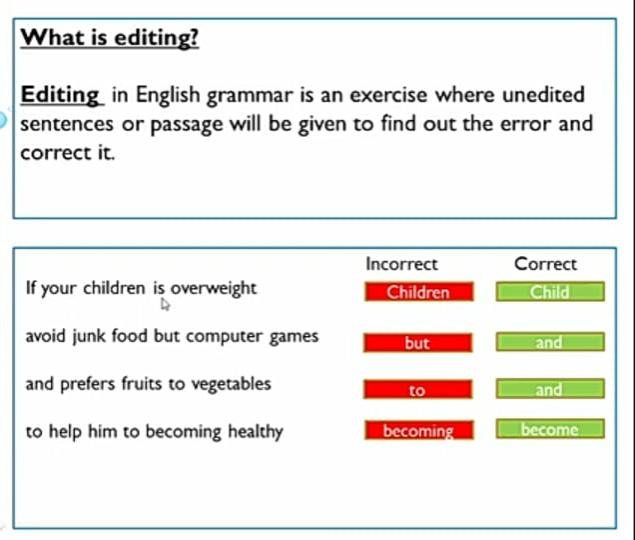 What is editing?
Editing in English grammar is an exercise where unedited
sentences or passage will be given to find out the error and
correct it.
Incorrect Correct
If your children is overweight Children Child
avoid junk food but computer games but and
and prefers fruits to vegetables to and
to help him to becoming healthy becoming become